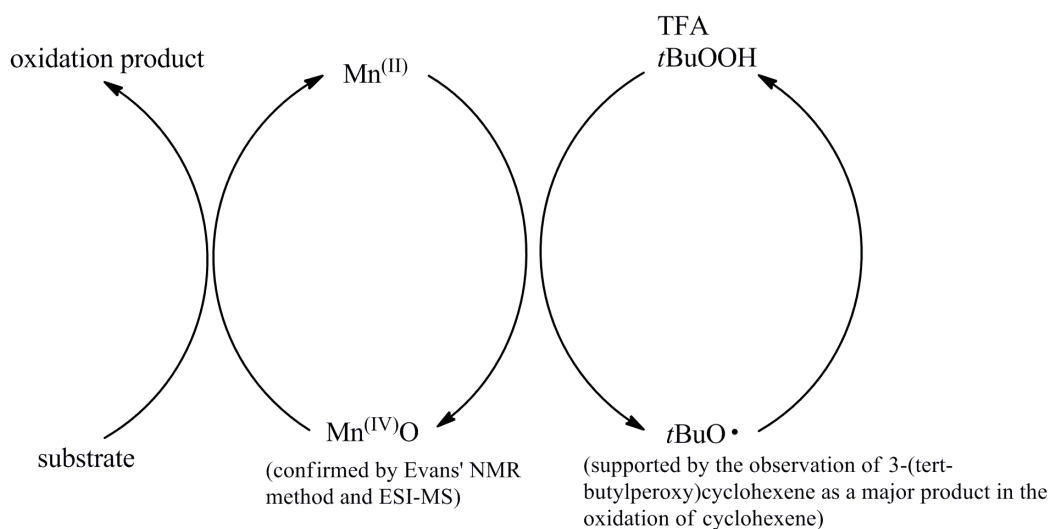 TFA
oxidation product
tBuOOH
Mn(II)
Mn(IV)O
tBuO•
substrate
(confirmed by Evans' NMR
method and ESI-MS)
(supported by the observation of 3-(tert-
butylperoxy)cyclohexene as a major product in the
oxidation of cyclohexene)